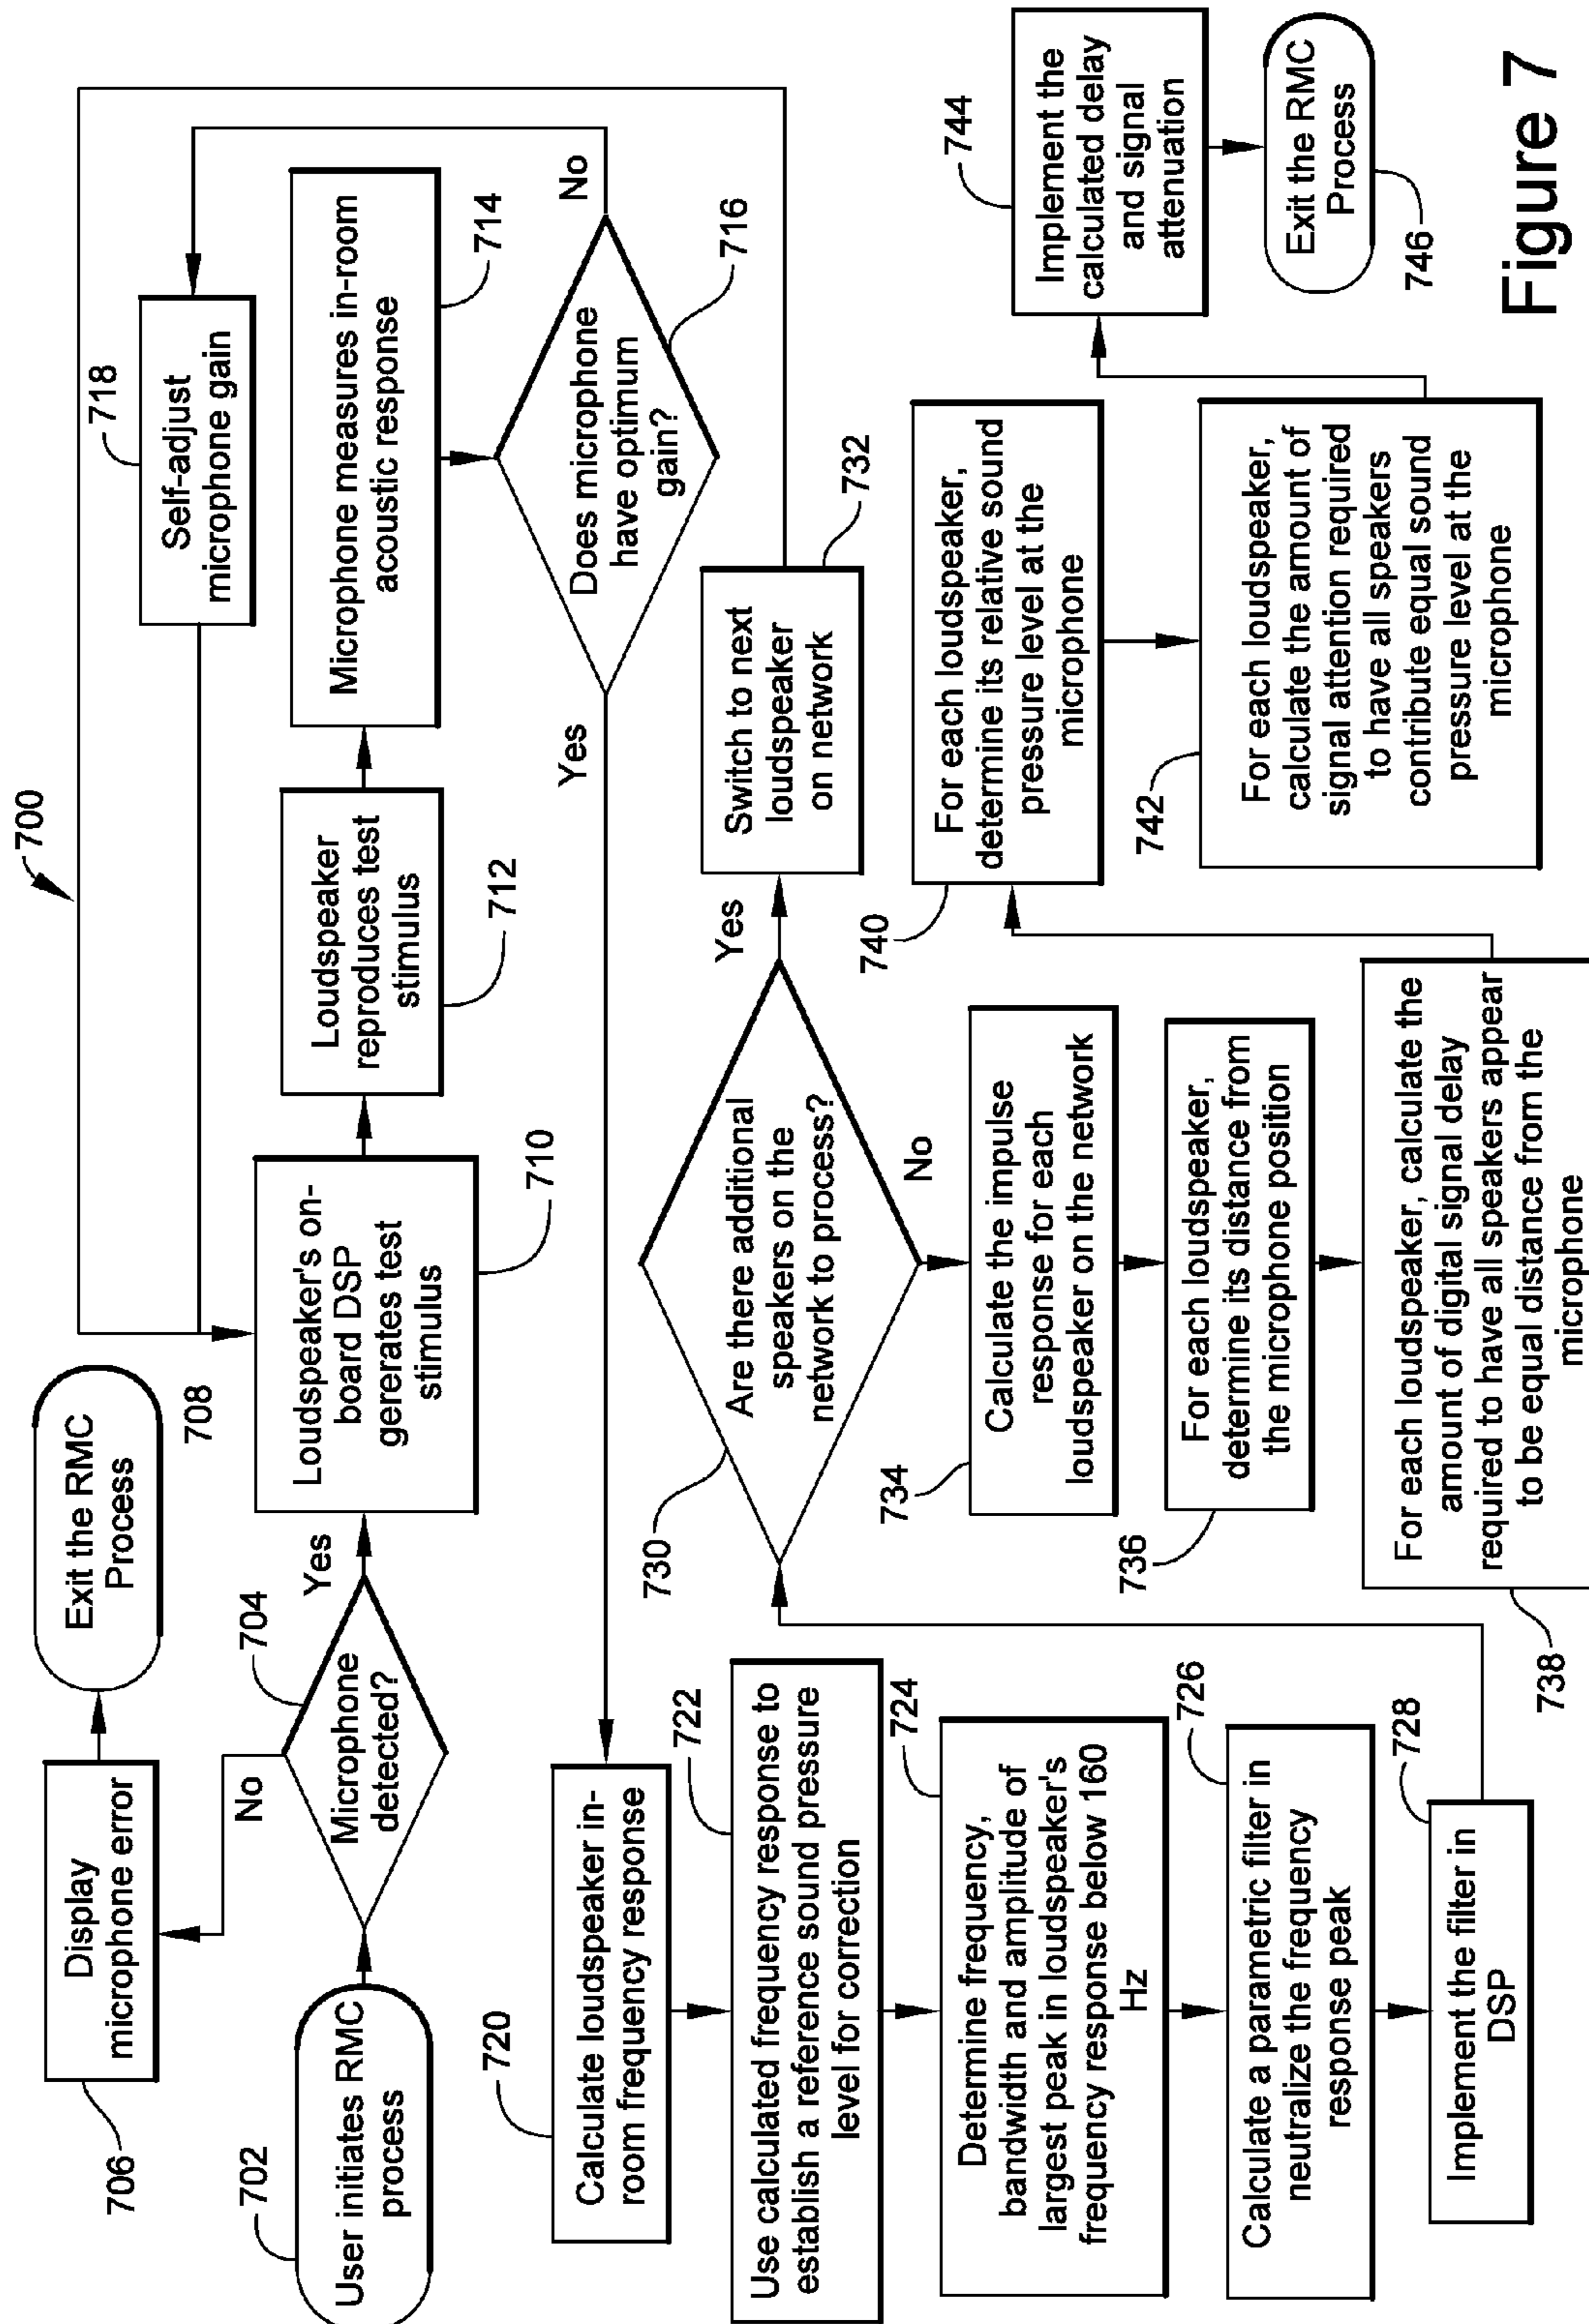 700
User initiates RMC
process
702
Microphone
detected?
704
No
Yes
Display
microphone error
706
Exit the RMC
Process
708
Loudspeaker's on-
board DSP
gererates test
stimulus
710
Loudspeaker
reproduces test
stimulus
712
Microphone measures in-room
acoustic response
714
Does microphone
have optimum
gain?
716
No
Yes
Self-adjust
microphone gain
718
Calculate loudspeaker in-
room frequency response
720
Use calculated frequency response to
establish a reference sound pressure
level for correction
722
Determine frequency,
bandwidth and amplitude of
largest peak in loudspeaker's
frequency response below 160
Hz
724
Calculate a parametric filter in
neutralize the frequency
response peak
726
Implement the filter in
DSP
728
Are there additional
speakers on the
network to process?
730
Yes
No
Switch to next
loudspeaker
on network
732
Calculate the impulse
response for each
loudspeaker on the network
734
For each loudspeaker,
determine its distance from
the microphone position
736
For each loudspeaker, calculate the
amount of digital signal delay
required to have all speakers appear
to be equal distance from the
microphone
738
For each loudspeaker,
determine its relative sound
pressure level at the
microphone
740
For each loudspeaker,
calculate the amount of
signal attention required
to have all speakers
contribute equal sound
pressure level at the
microphone
742
Implement the
calculated delay
and signal
attenuation
744
Exit the RMC
Process
746
Figure 7